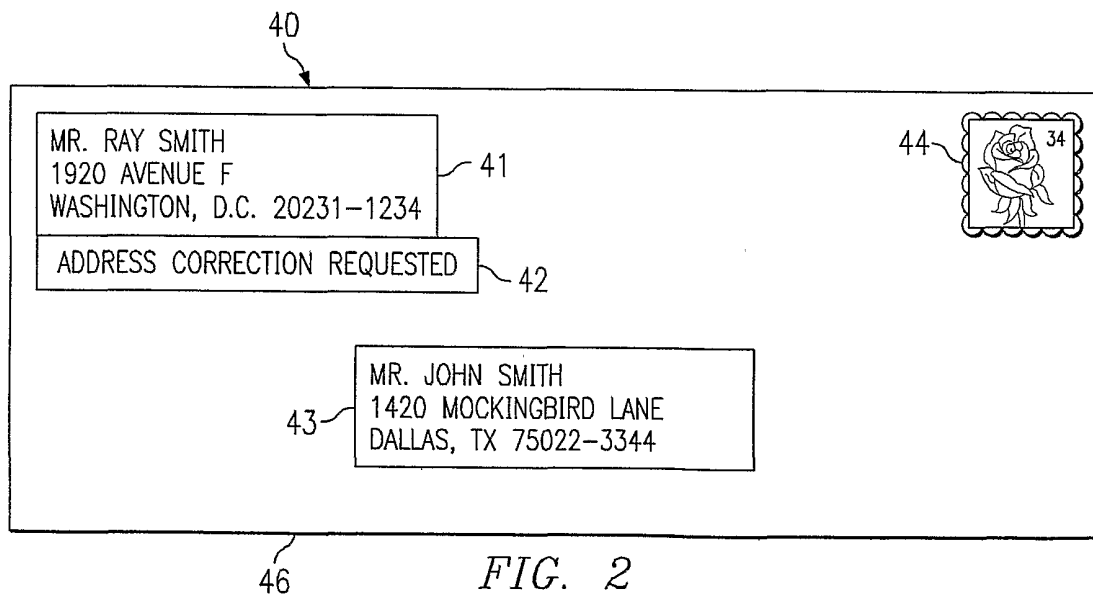 40
MR. RAY SMITH
1920 AVENUE F
WASHINGTON, D.C. 20231-1234
41
ADDRESS CORRECTION REQUESTED
42
44
34
MR. JOHN SMITH
1420 MOCKINGBIRD LANE
DALLAS, TX 75022-3344
43
46
FIG. 2